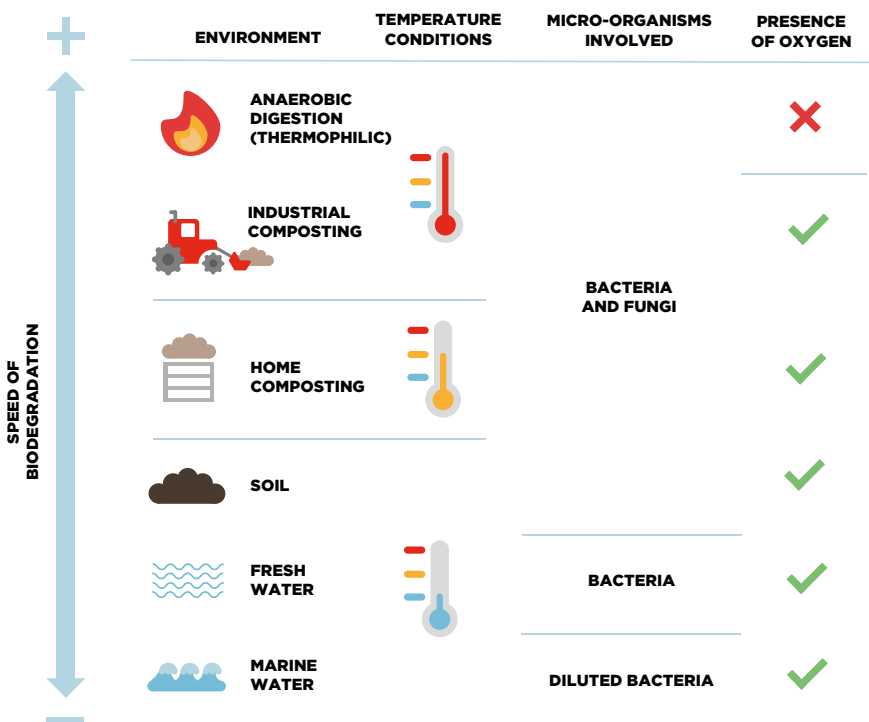 ENVIRONMENT
TEMPERATURE
CONDITIONS
MICRO-ORGANISMS
INVOLVED
PRESENCE
OF OXYGEN
SPEED OF
BIODEGRADATION
ANAEROBIC
DIGESTION
(THERMOPHILIC)
INDUSTRIAL
COMPOSTING
BACTERIA
AND FUNGI
HOME
COMPOSTING
SOIL
FRESH
WATER
BACTERIA
MARINE
WATER
DILUTED BACTERIA